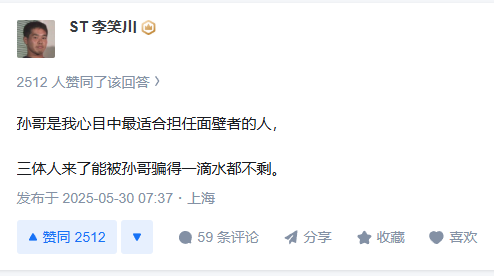 ST 李笑川
2512 人赞同了该回答
孙哥是我心目中最适合担任面壁者的人，
三体人来了能被孙哥骗得一滴水都不剩。
发布于 2025-05-30 07:37・上海
赞同 2512 59 条评论 分享 收藏 喜欢